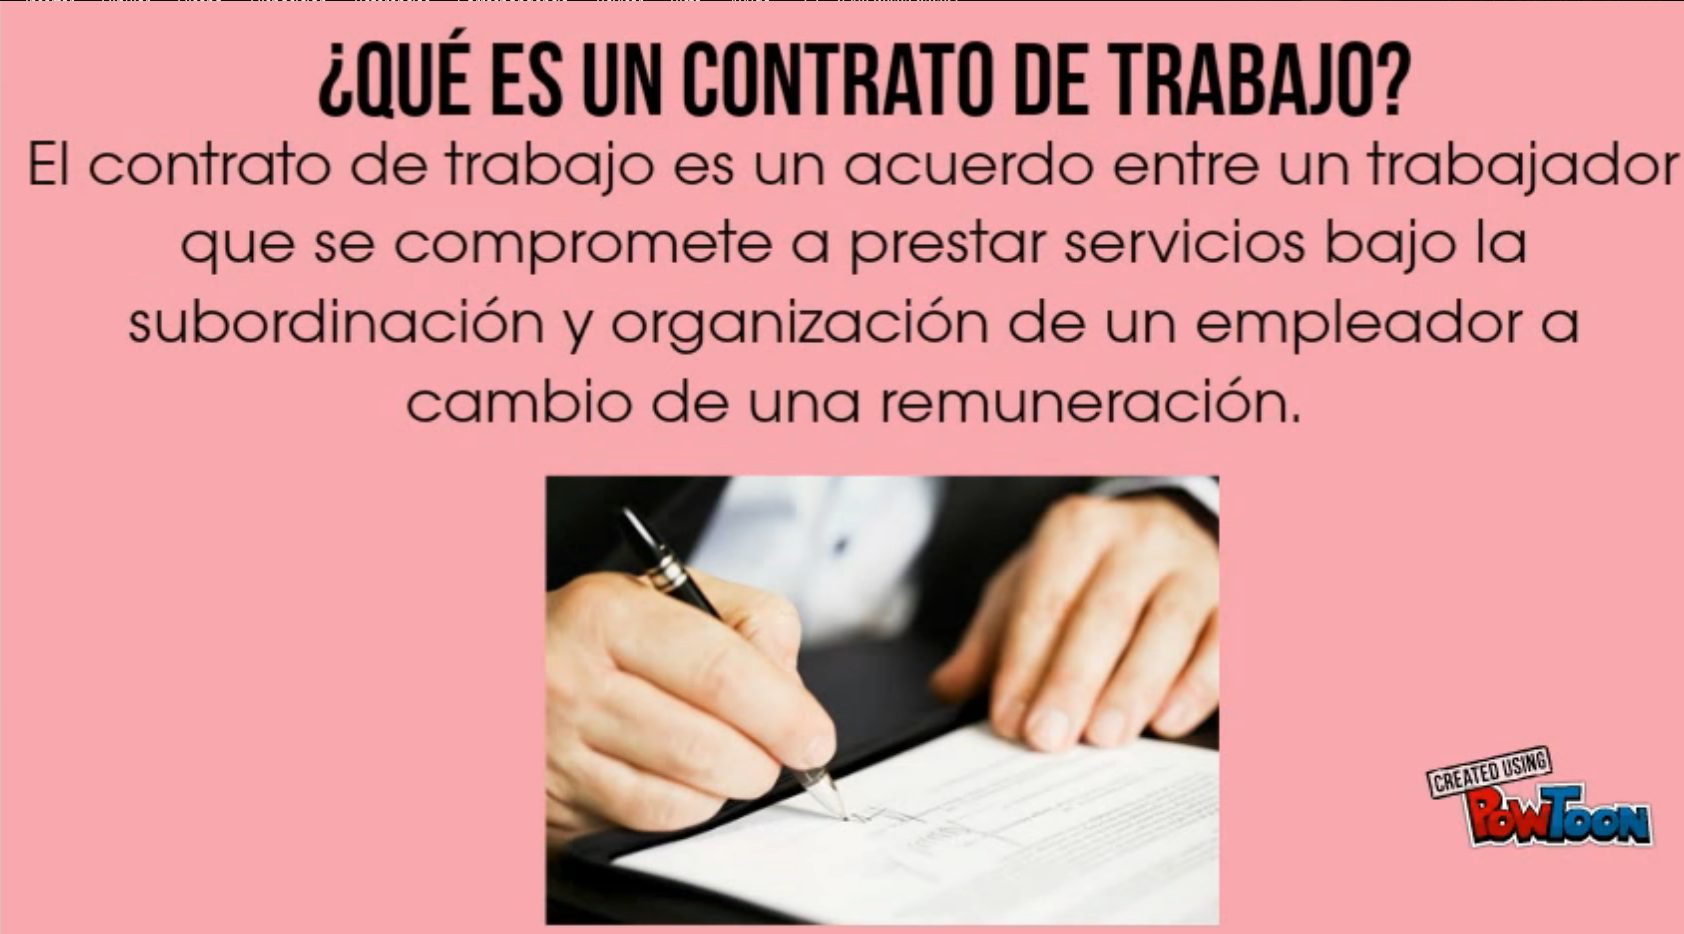 ¿QUÉ ES UN CONTRATO DE TRABAJO?
El contrato de trabajo es un acuerdo entre un trabajador
que se compromete a prestar servicios bajo la
subordinación y organización de un empleador a
cambio de una remuneración.
CREATED USING
POWTOON